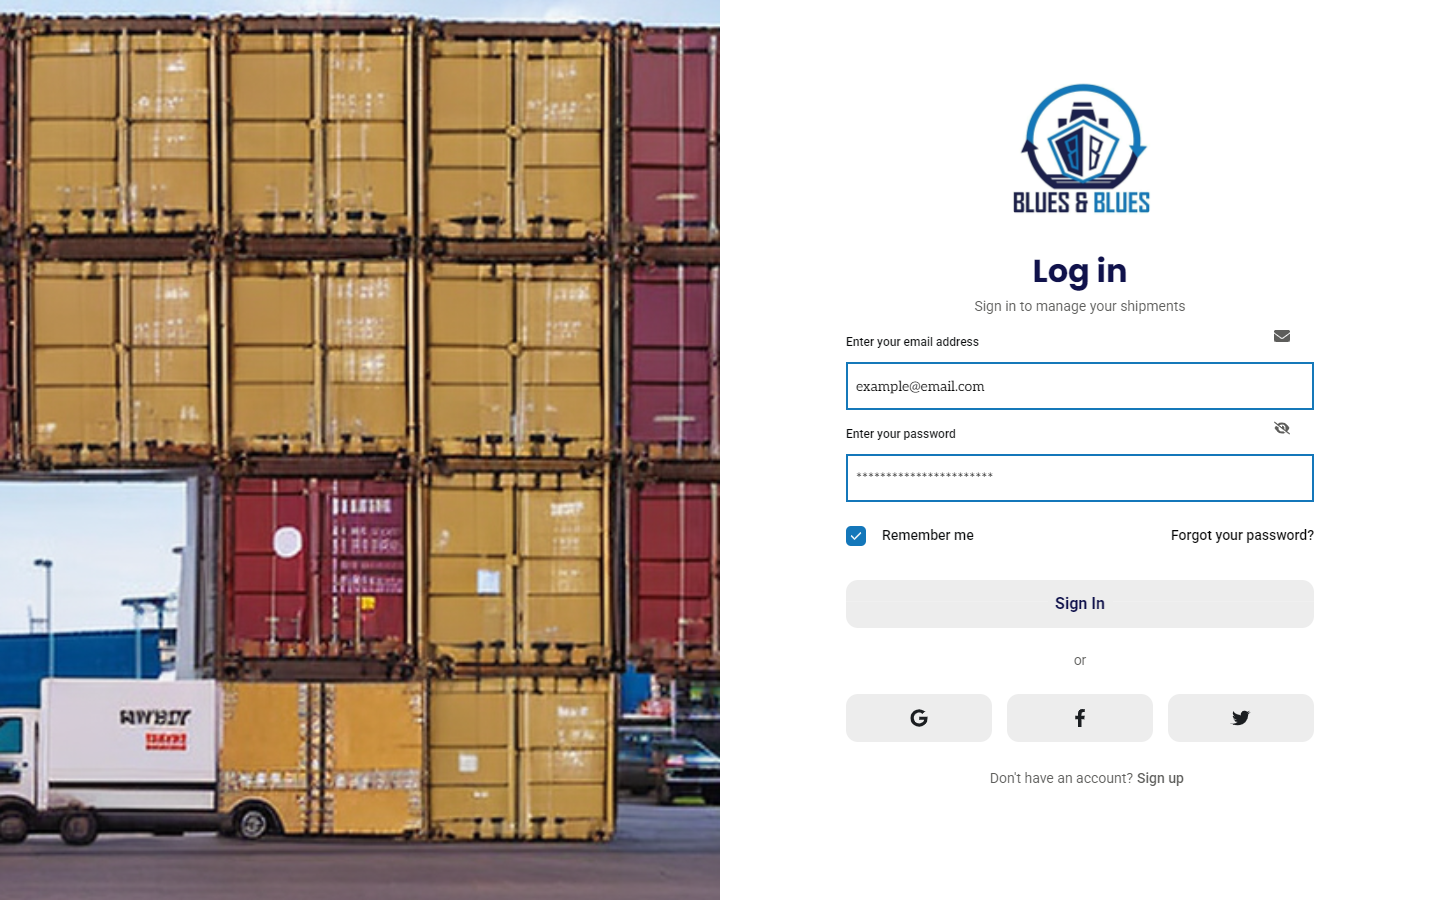 BLUES & BLUES
Log in
Sign in to manage your shipments
Enter your email address
example@email.com
Enter your password
***********************
Remember me
Forgot your password?
Sign In
or
Don't have an account? Sign up